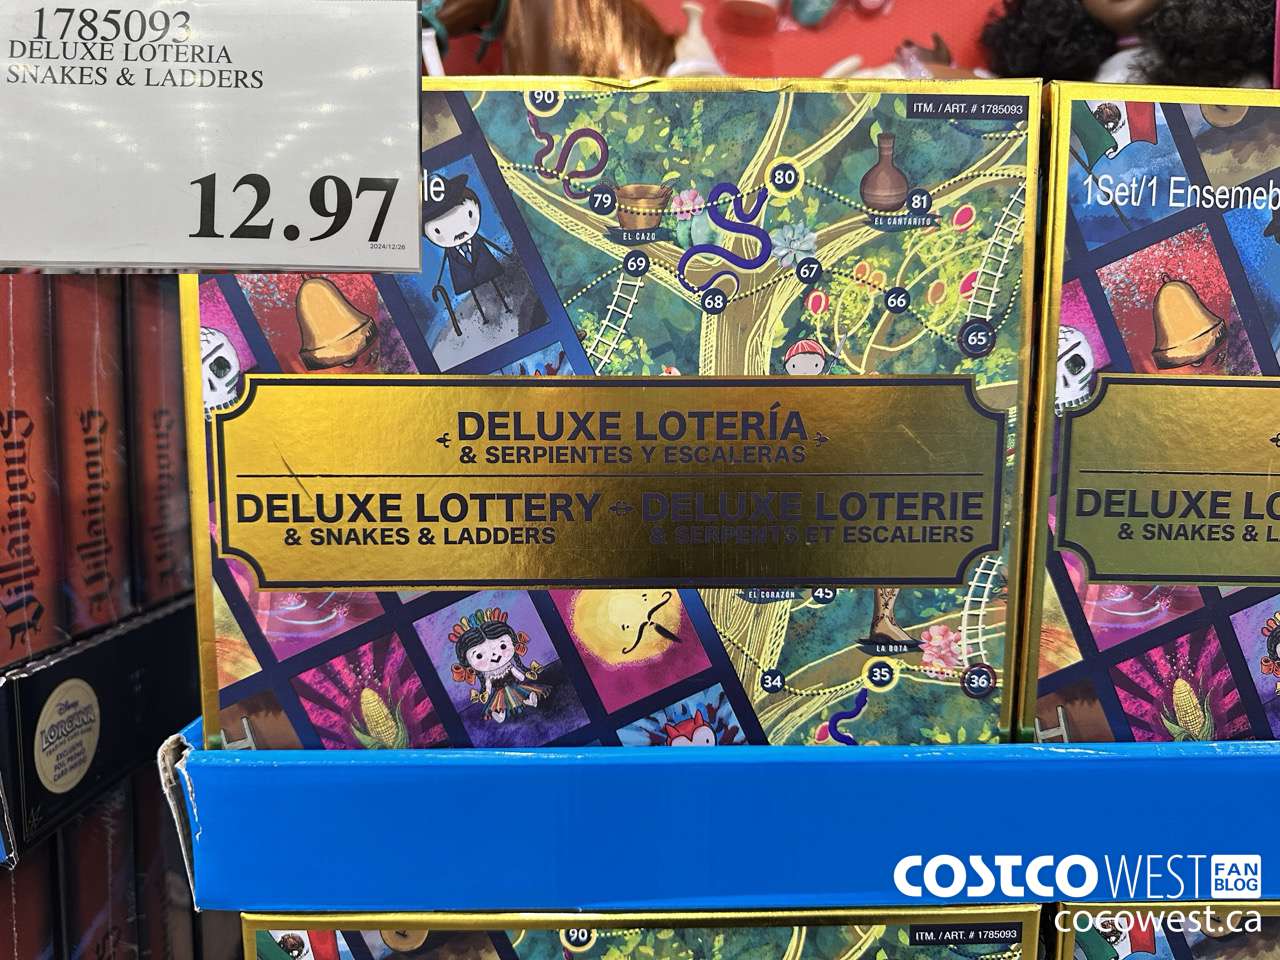 1785093
DELUXE LOTERIA
SNAKES & LADDERS
12.97
2024/12/26
90
ITM. / ART. # 1785093
80
79
81
EL CAZO
EL CANTARITO
69
67
68
66
65
1Set/1 Ensemeb
DELUXE LOTERÍA
& SERPIENTES Y ESCALERAS
DELUXE LOTTERY
& SNAKES & LADDERS
DELUXE LOTERIE
& SERPENTS ET ESCALIERS
DELUXE LO
& SNAKES & L
EL CORAZÓN
45
LA BOTA
34
35
36
Villainous
Villainous
Villainous
Disney
LORCANA
COSTCO WEST FAN BLOG
cocowest.ca
90
ITM. / ART. # 1785093